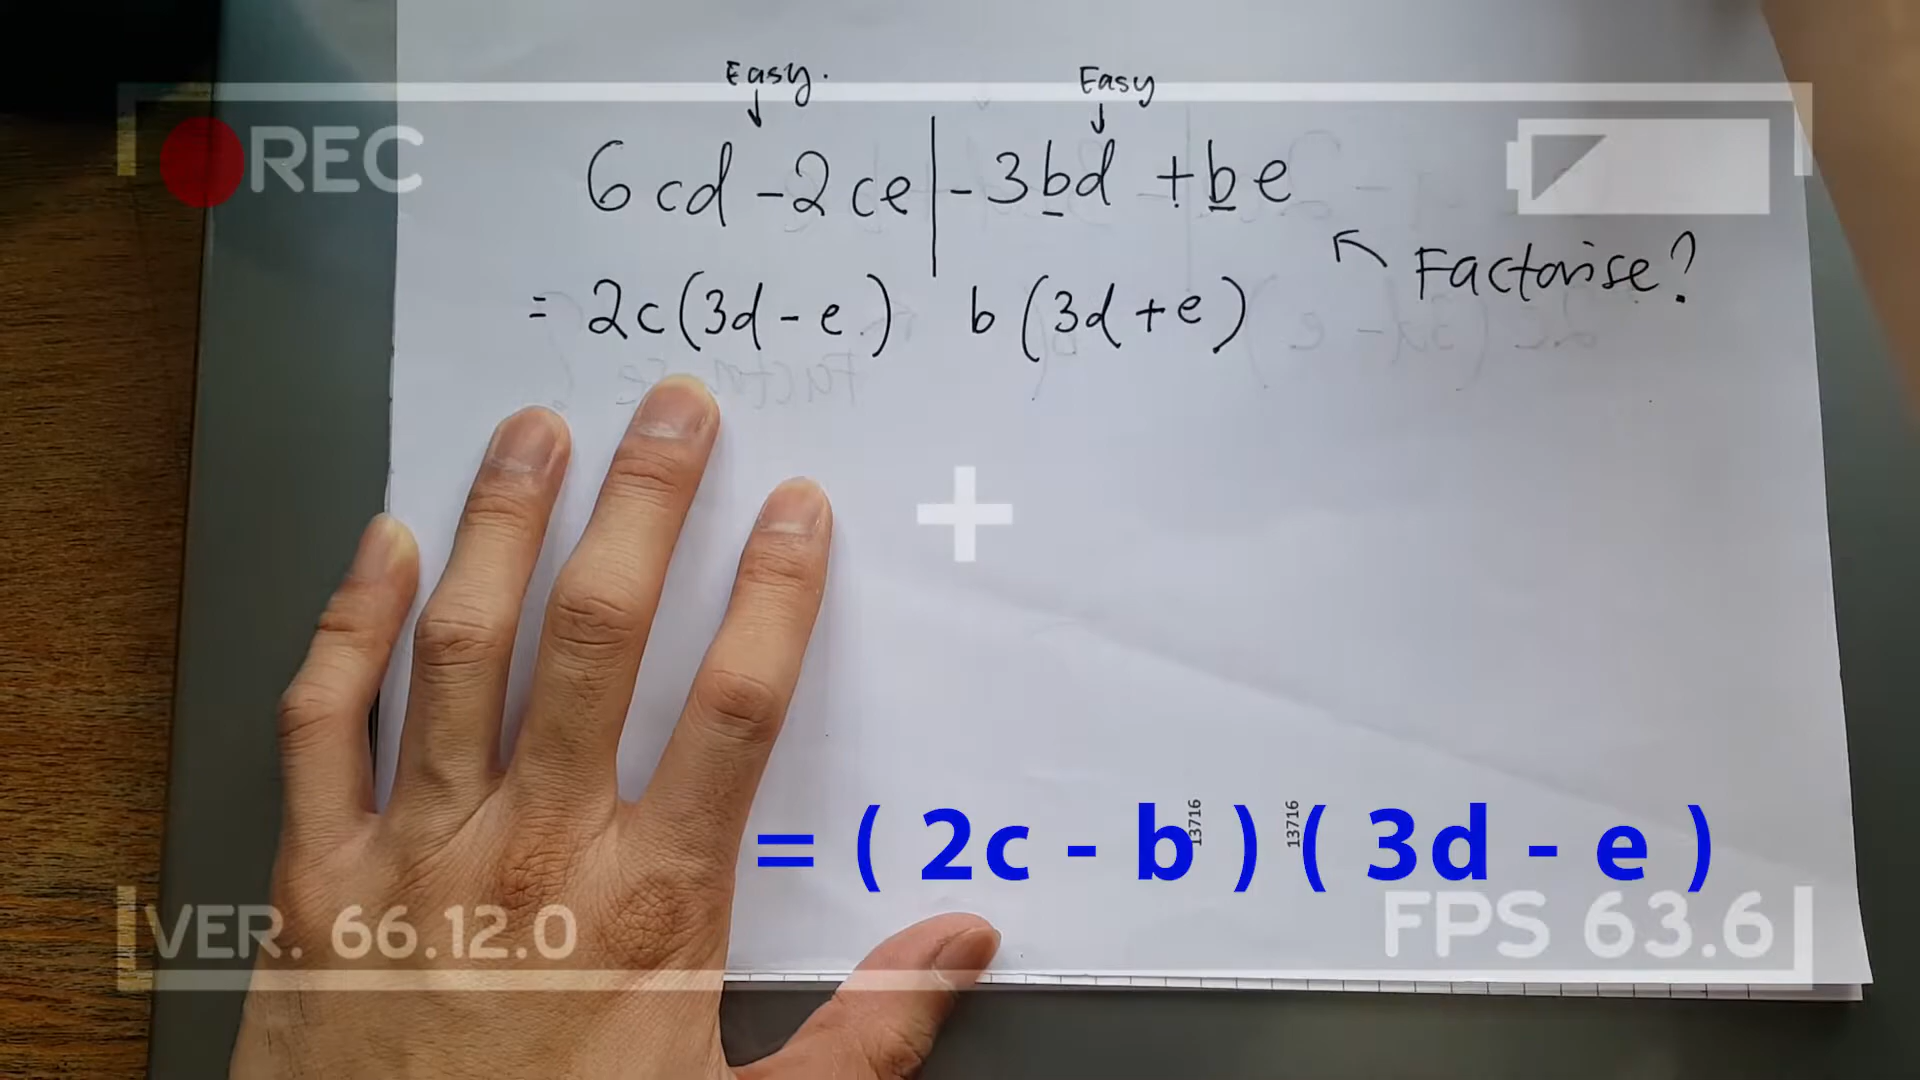 Easy. Easy
REC
6cd - 2ce | - 3bd + be
Factorise?
= 2c(3d - e) b(3d + e)
= ( 2c - b ) ( 3d - e )
13716 13716
VER. 66.12.0
FPS 63.6